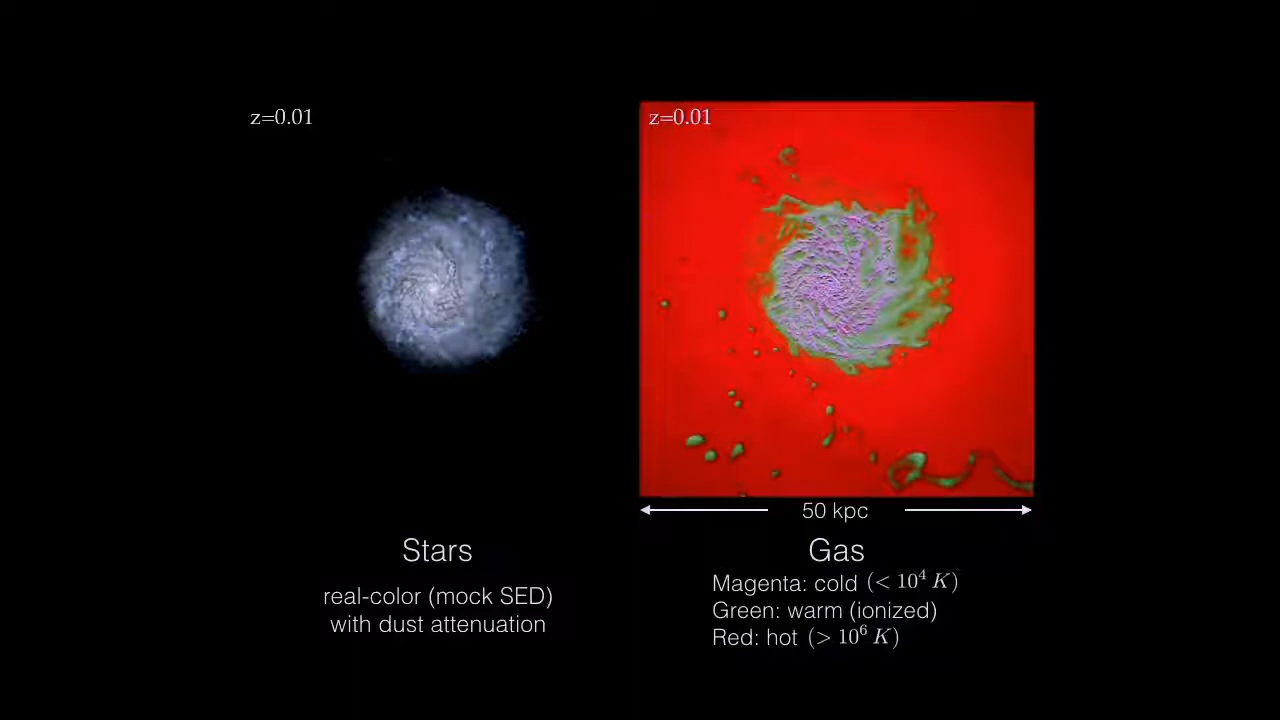 z=0.01
z=0.01
50 kpc
Stars
real-color (mock SED)
with dust attenuation
Gas
Magenta: cold (< 10⁴ K)
Green: warm (ionized)
Red: hot (> 10⁶ K)